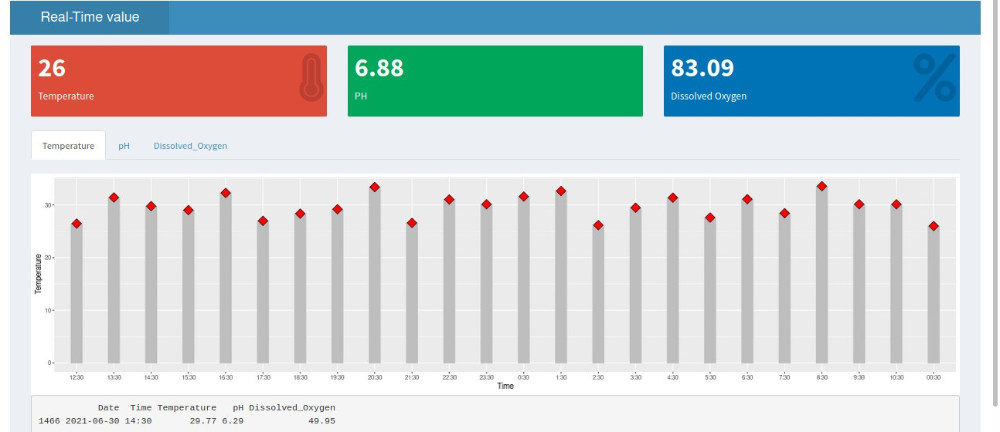 Real-Time value
26
Temperature
6.88
PH
83.09
Dissolved Oxygen
Temperature pH Dissolved_Oxygen
30
20
10
0
Temperature
12:30 13:30 14:30 15:30 16:30 17:30 18:30 19:30 20:30 21:30 22:30 23:30 0:30 1:30 2:30 3:30 4:30 5:30 6:30 7:30 8:30 9:30 10:30 00:30
Time
Date Time Temperature pH Dissolved_Oxygen
1466 2021-06-30 14:30 29.77 6.29 49.95